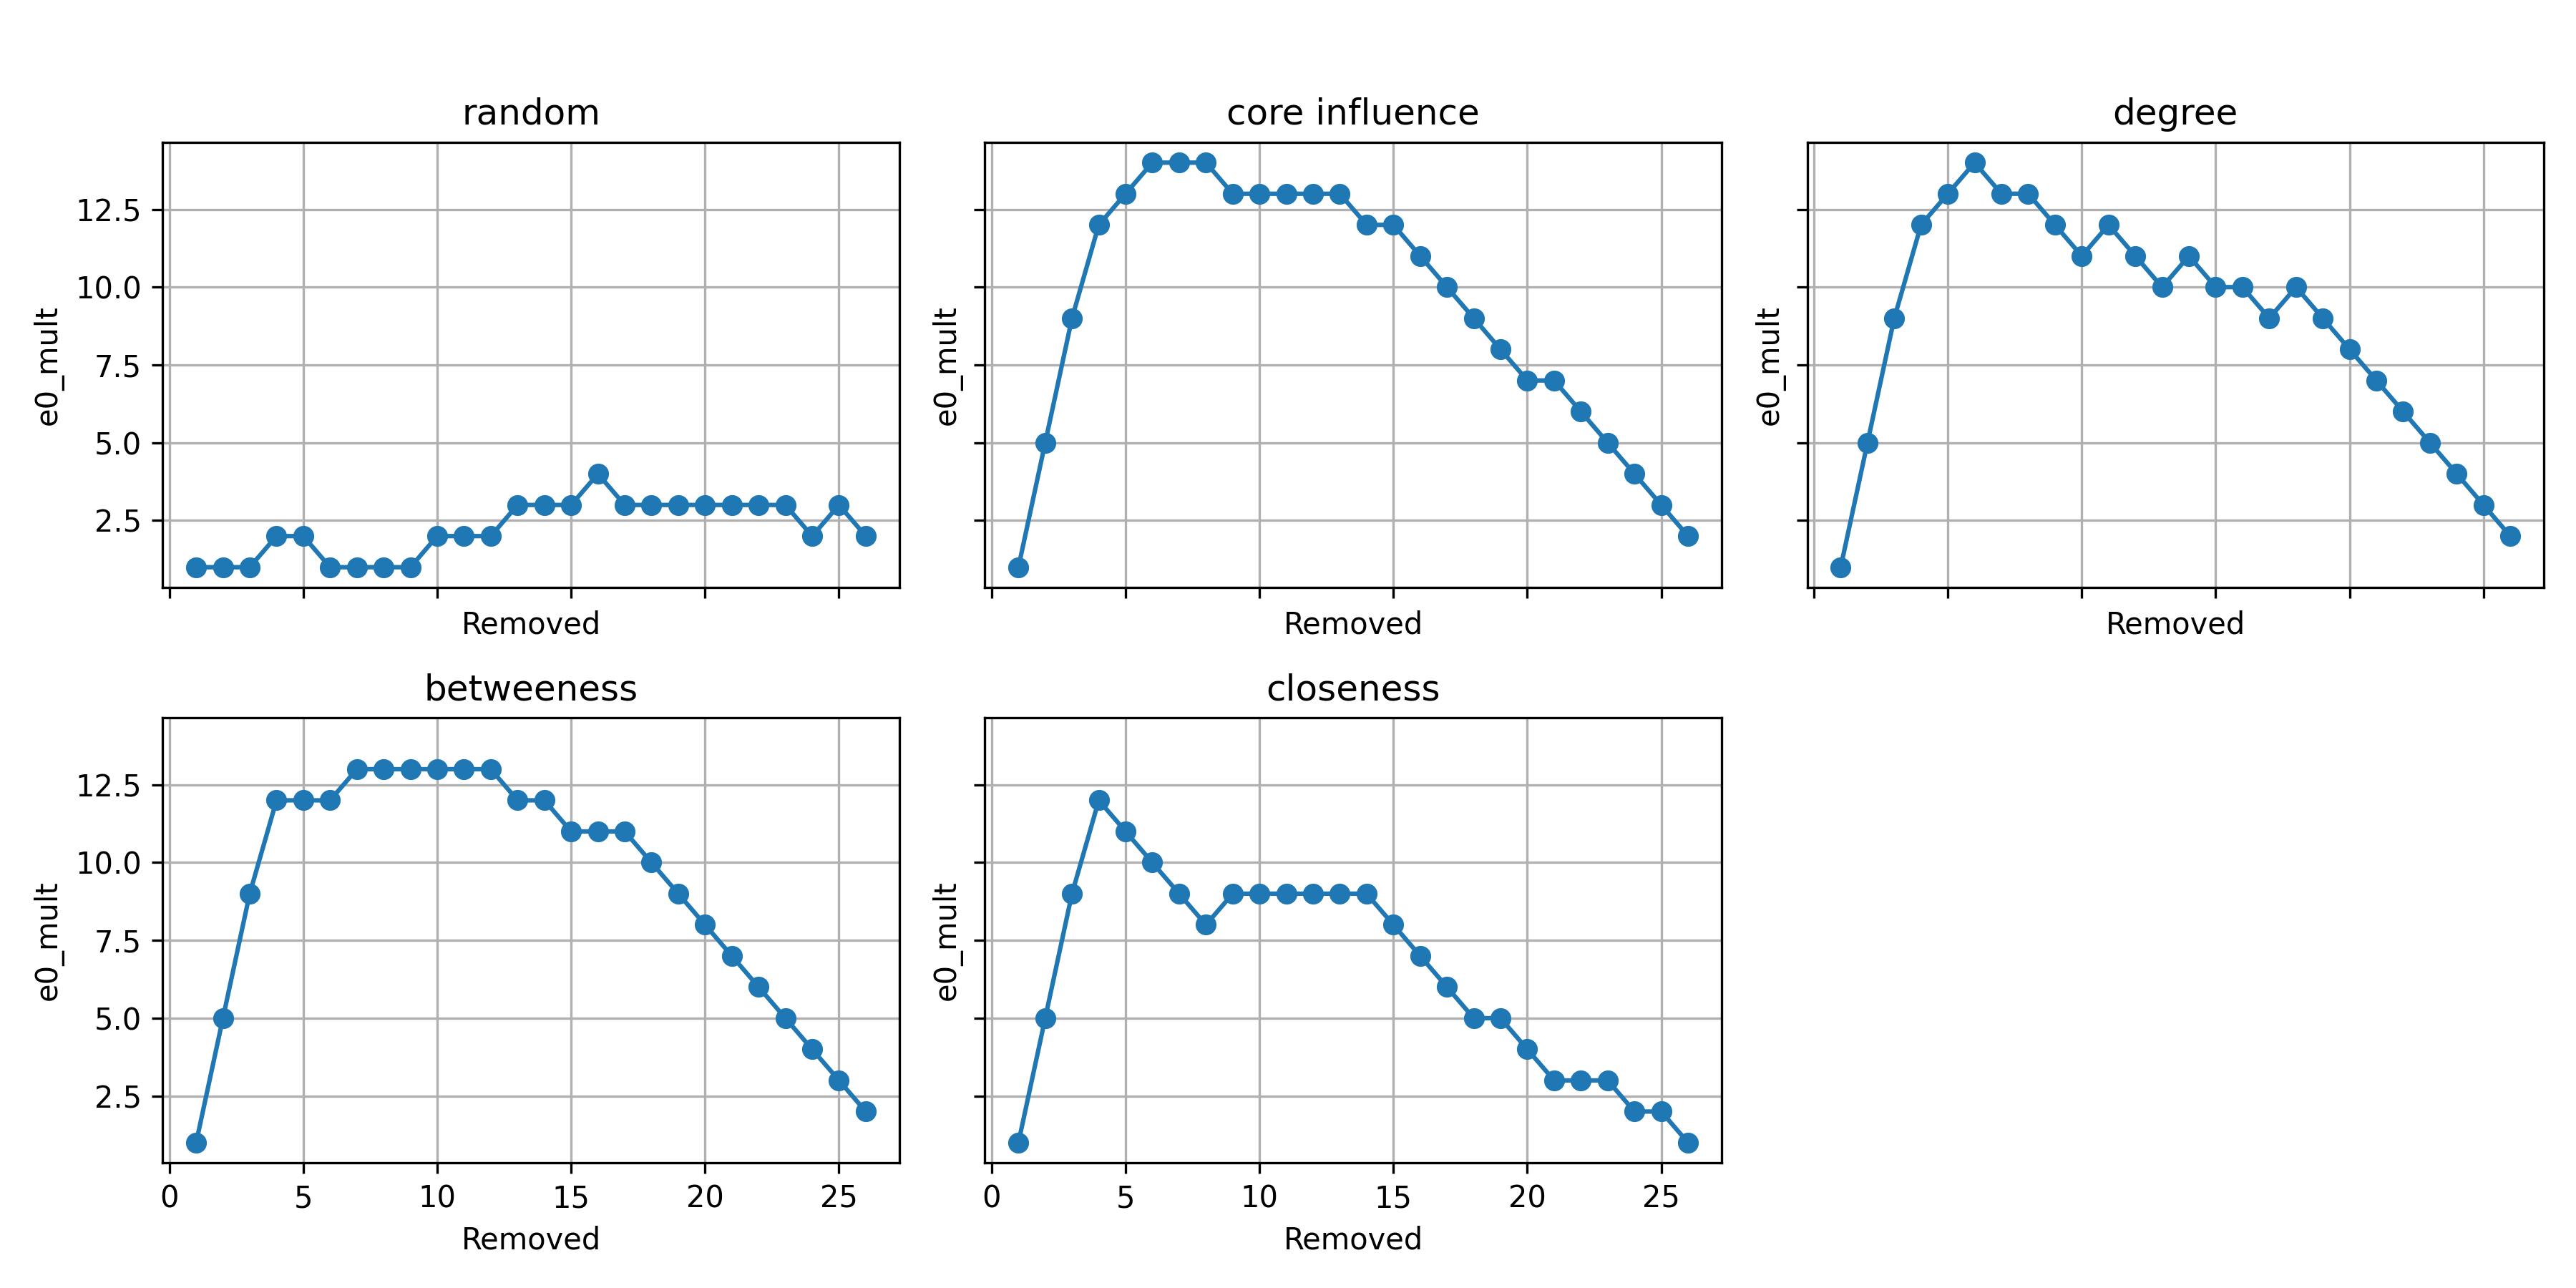 random
core influence
degree
12.5
10.0
7.5
5.0
2.5
e0_mult
e0_mult
e0_mult
Removed
Removed
Removed
betweeness
closeness
12.5
10.0
7.5
5.0
2.5
e0_mult
e0_mult
0 5 10 15 20 25
0 5 10 15 20 25
Removed
Removed